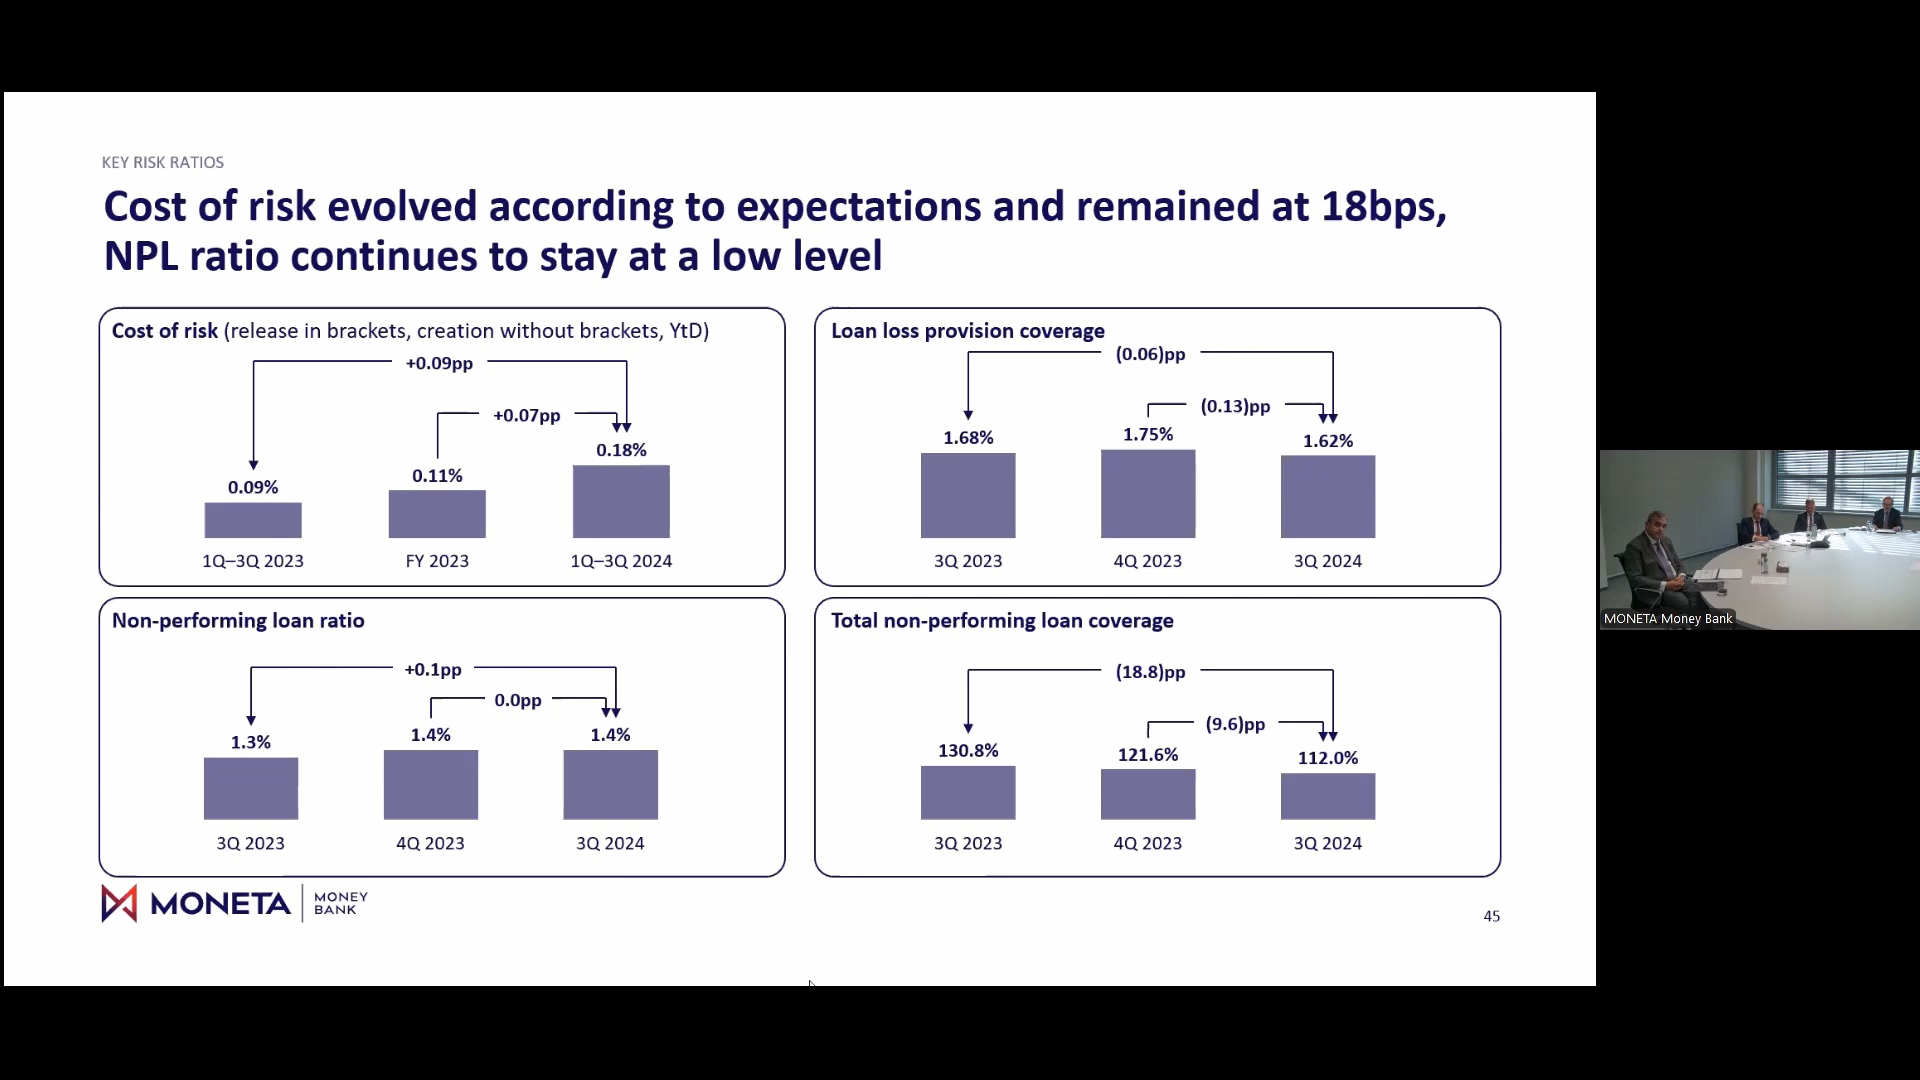 KEY RISK RATIOS
Cost of risk evolved according to expectations and remained at 18bps,
NPL ratio continues to stay at a low level
Cost of risk (release in brackets, creation without brackets, YtD)
+0.09pp
+0.07pp
0.18%
0.11%
0.09%
1Q–3Q 2023
FY 2023
1Q–3Q 2024
Loan loss provision coverage
(0.06)pp
(0.13)pp
1.68%
1.75%
1.62%
3Q 2023
4Q 2023
3Q 2024
Non-performing loan ratio
+0.1pp
0.0pp
1.3%
1.4%
1.4%
3Q 2023
4Q 2023
3Q 2024
Total non-performing loan coverage
(18.8)pp
(9.6)pp
130.8%
121.6%
112.0%
3Q 2023
4Q 2023
3Q 2024
MONETA
MONEY
BANK
45
MONETA Money Bank